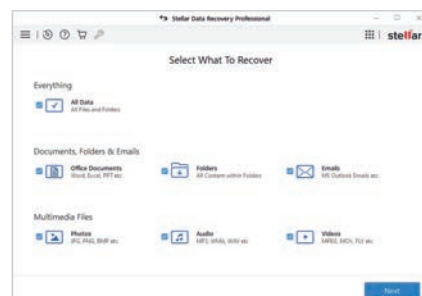 Stellar Data Recovery Professional
stellar
Select What To Recover
Everything
All Data
All Files and Folders
Documents, Folders & Emails
Office Documents
Word, Excel, PPT etc.
Folders
All Content within Folders
Emails
MS Outlook Emails etc.
Multimedia Files
Photos
JPG, PNG, BMP etc.
Audio
MP3, WMA, WAV etc.
Videos
MPEG, MOV, FLV etc.
Next